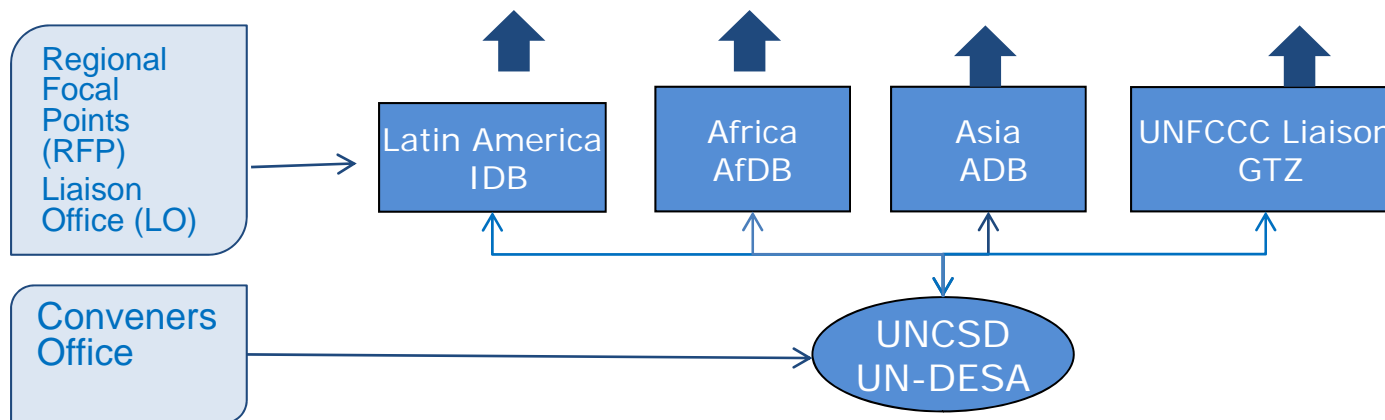 Regional
Focal
Points
(RFP)
Liaison
Office (LO)
Latin America
IDB
Africa
AfDB
Asia
ADB
UNFCCC Liaison
GTZ
Conveners
Office
UNCSD
UN-DESA